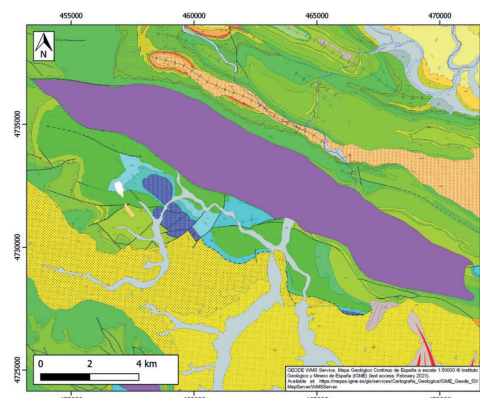 455000 460000 465000 470000
N
4735000
4730000
4725000
0 2 4 km
GEODE WMS Service. Mapa Geológico Continuo de España a escala 1:50000 © Instituto
Geológico y Minero de España (IGME) (last access: February 2021).
Available at: https://mapas.igme.es/gis/services/Cartografia_Geologica/IGME_Geode_50/
MapServer/WMSServer.